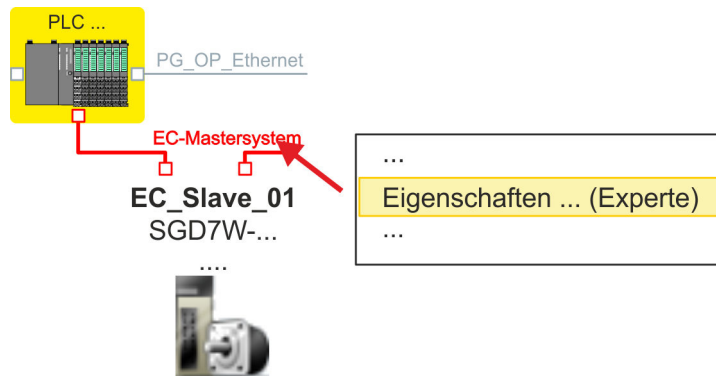 PLC ...
PG_OP_Ethernet
EC-Mastersystem
EC_Slave_01
SGD7W-...
....
...
Eigenschaften ... (Experte)
...